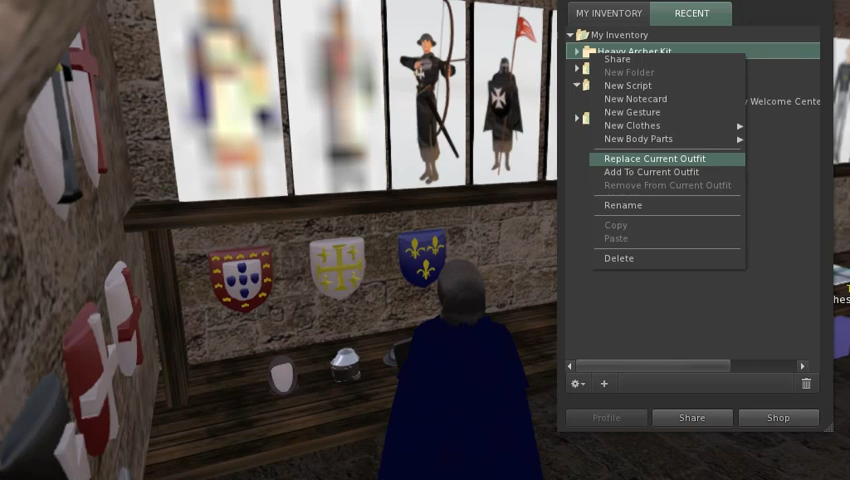 MY INVENTORY
RECENT
My Inventory
Heavy Archer Kit
Share
New Folder
New Script
New Notecard
Welcome Cente
New Gesture
New Clothes
New Body Parts
Replace Current Outfit
Add To Current Outfit
Remove From Current Outfit
Rename
Copy
Paste
Delete
hes
Profile
Share
Shop